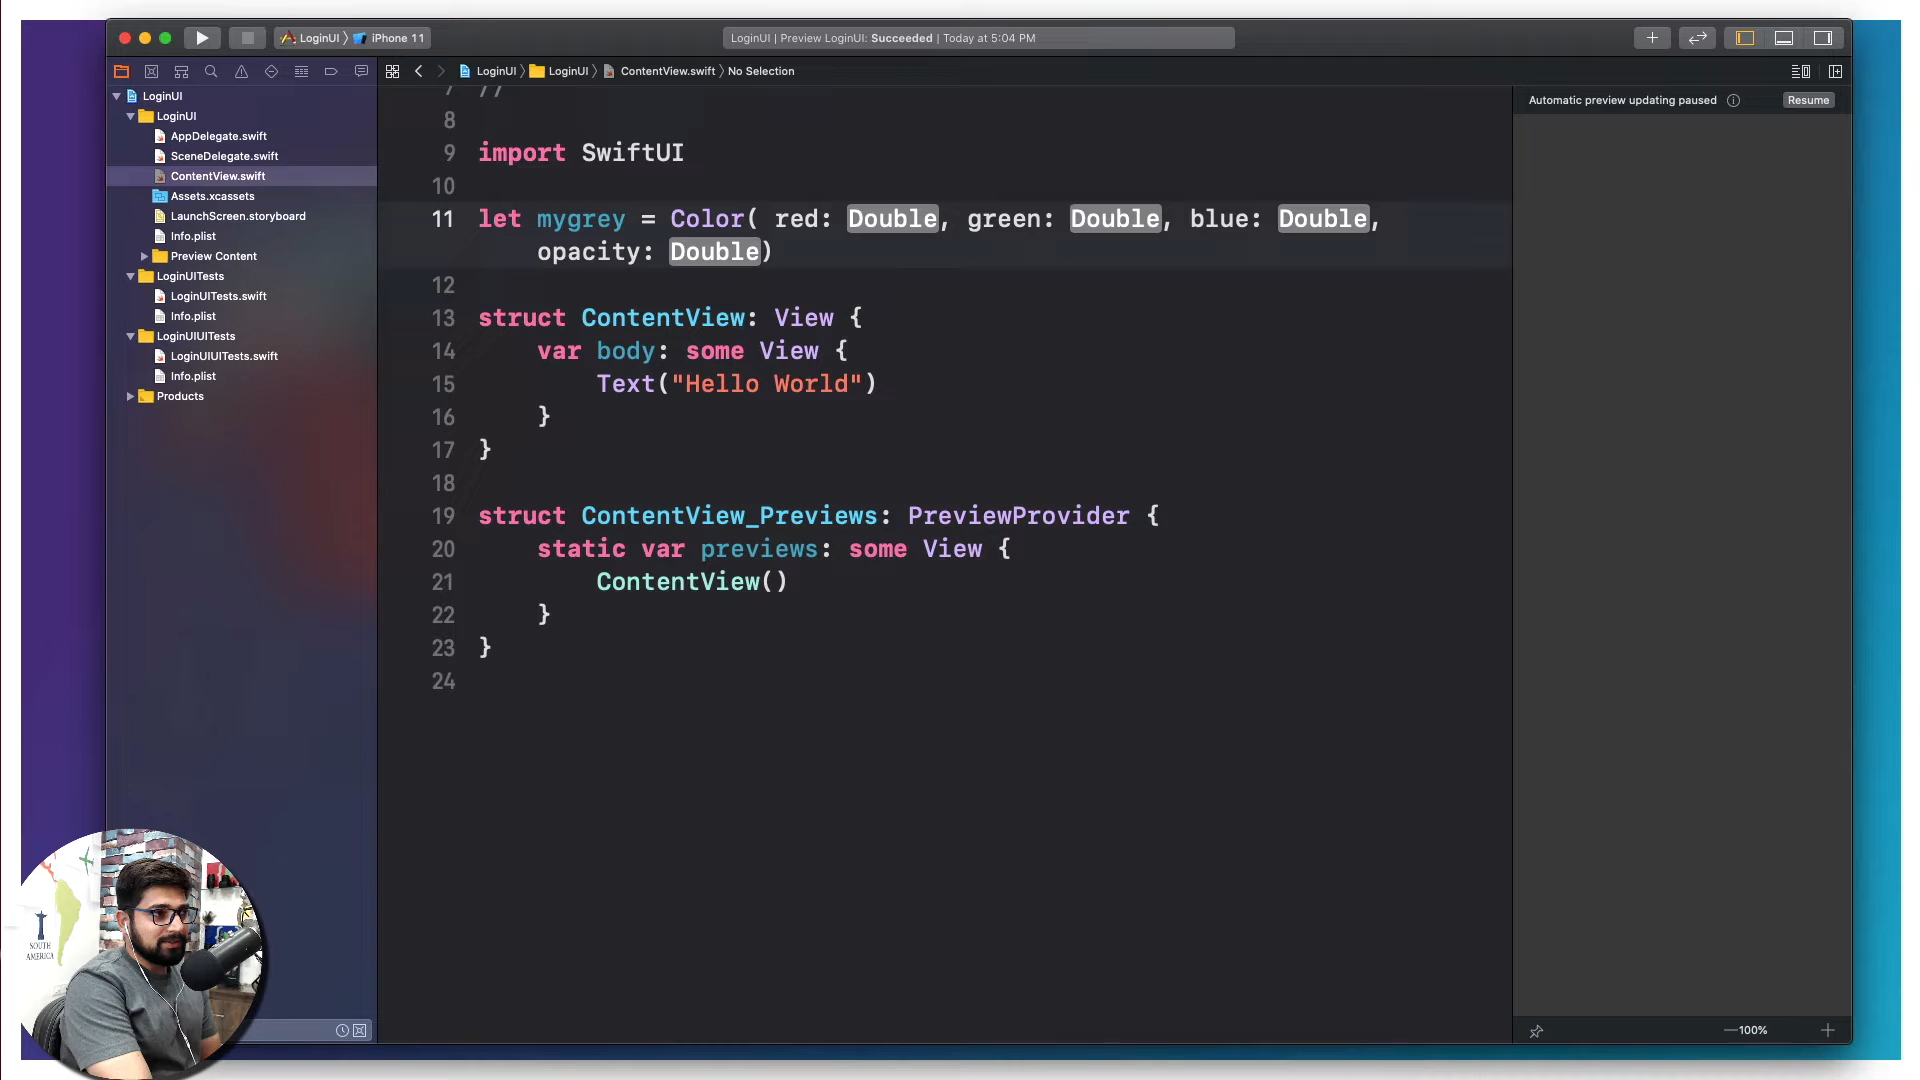 LoginUI
iPhone 11
LoginUI | Preview LoginUI: Succeeded | Today at 5:04 PM
LoginUI
LoginUI
ContentView.swift
No Selection
LoginUI
LoginUI
AppDelegate.swift
SceneDelegate.swift
ContentView.swift
Assets.xcassets
LaunchScreen.storyboard
Info.plist
Preview Content
LoginUITests
LoginUITests.swift
Info.plist
LoginUIUITests
LoginUIUITests.swift
Info.plist
Products
7 //
8
9 import SwiftUI
10
11 let mygrey = Color( red: Double, green: Double, blue: Double,
opacity: Double)
12
13 struct ContentView: View {
14 var body: some View {
15 Text("Hello World")
16 }
17 }
18
19 struct ContentView_Previews: PreviewProvider {
20 static var previews: some View {
21 ContentView()
22 }
23 }
24
Automatic preview updating paused
Resume
100%
SOUTH
AMERICA